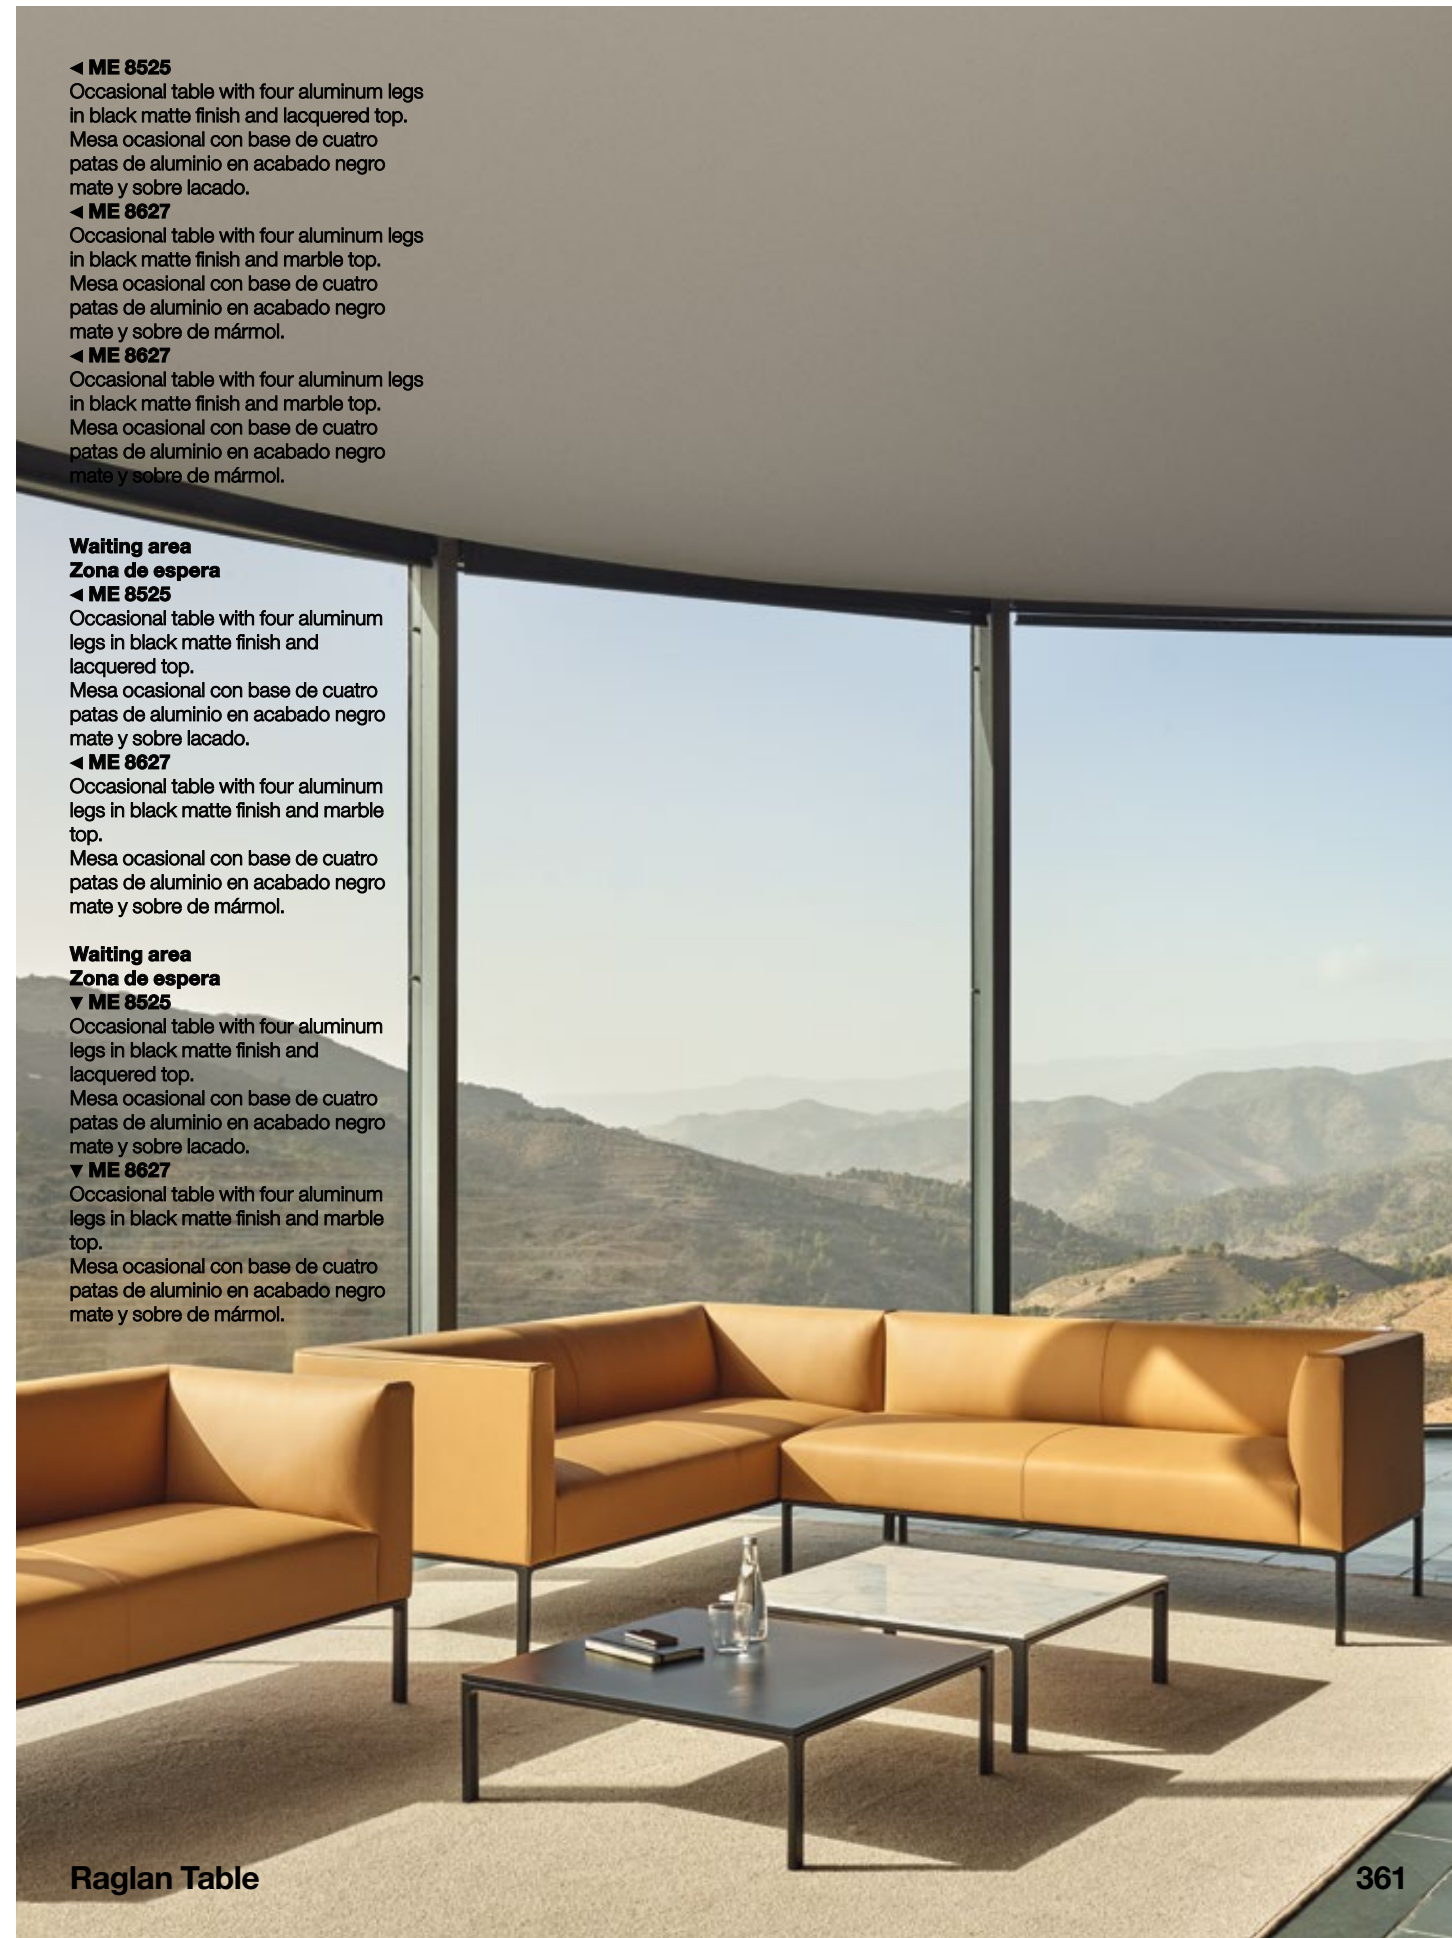 ◄ ME 8525
Occasional table with four aluminum legs
in black matte finish and lacquered top.
Mesa ocasional con base de cuatro
patas de aluminio en acabado negro
mate y sobre lacado.
◄ ME 8627
Occasional table with four aluminum legs
in black matte finish and marble top.
Mesa ocasional con base de cuatro
patas de aluminio en acabado negro
mate y sobre de mármol.
◄ ME 8627
Occasional table with four aluminum legs
in black matte finish and marble top.
Mesa ocasional con base de cuatro
patas de aluminio en acabado negro
mate y sobre de mármol.
Waiting area
Zona de espera
◄ ME 8525
Occasional table with four aluminum
legs in black matte finish and
lacquered top.
Mesa ocasional con base de cuatro
patas de aluminio en acabado negro
mate y sobre lacado.
◄ ME 8627
Occasional table with four aluminum
legs in black matte finish and marble
top.
Mesa ocasional con base de cuatro
patas de aluminio en acabado negro
mate y sobre de mármol.
Waiting area
Zona de espera
▼ ME 8525
Occasional table with four aluminum
legs in black matte finish and
lacquered top.
Mesa ocasional con base de cuatro
patas de aluminio en acabado negro
mate y sobre lacado.
▼ ME 8627
Occasional table with four aluminum
legs in black matte finish and marble
top.
Mesa ocasional con base de cuatro
patas de aluminio en acabado negro
mate y sobre de mármol.
Raglan Table
361